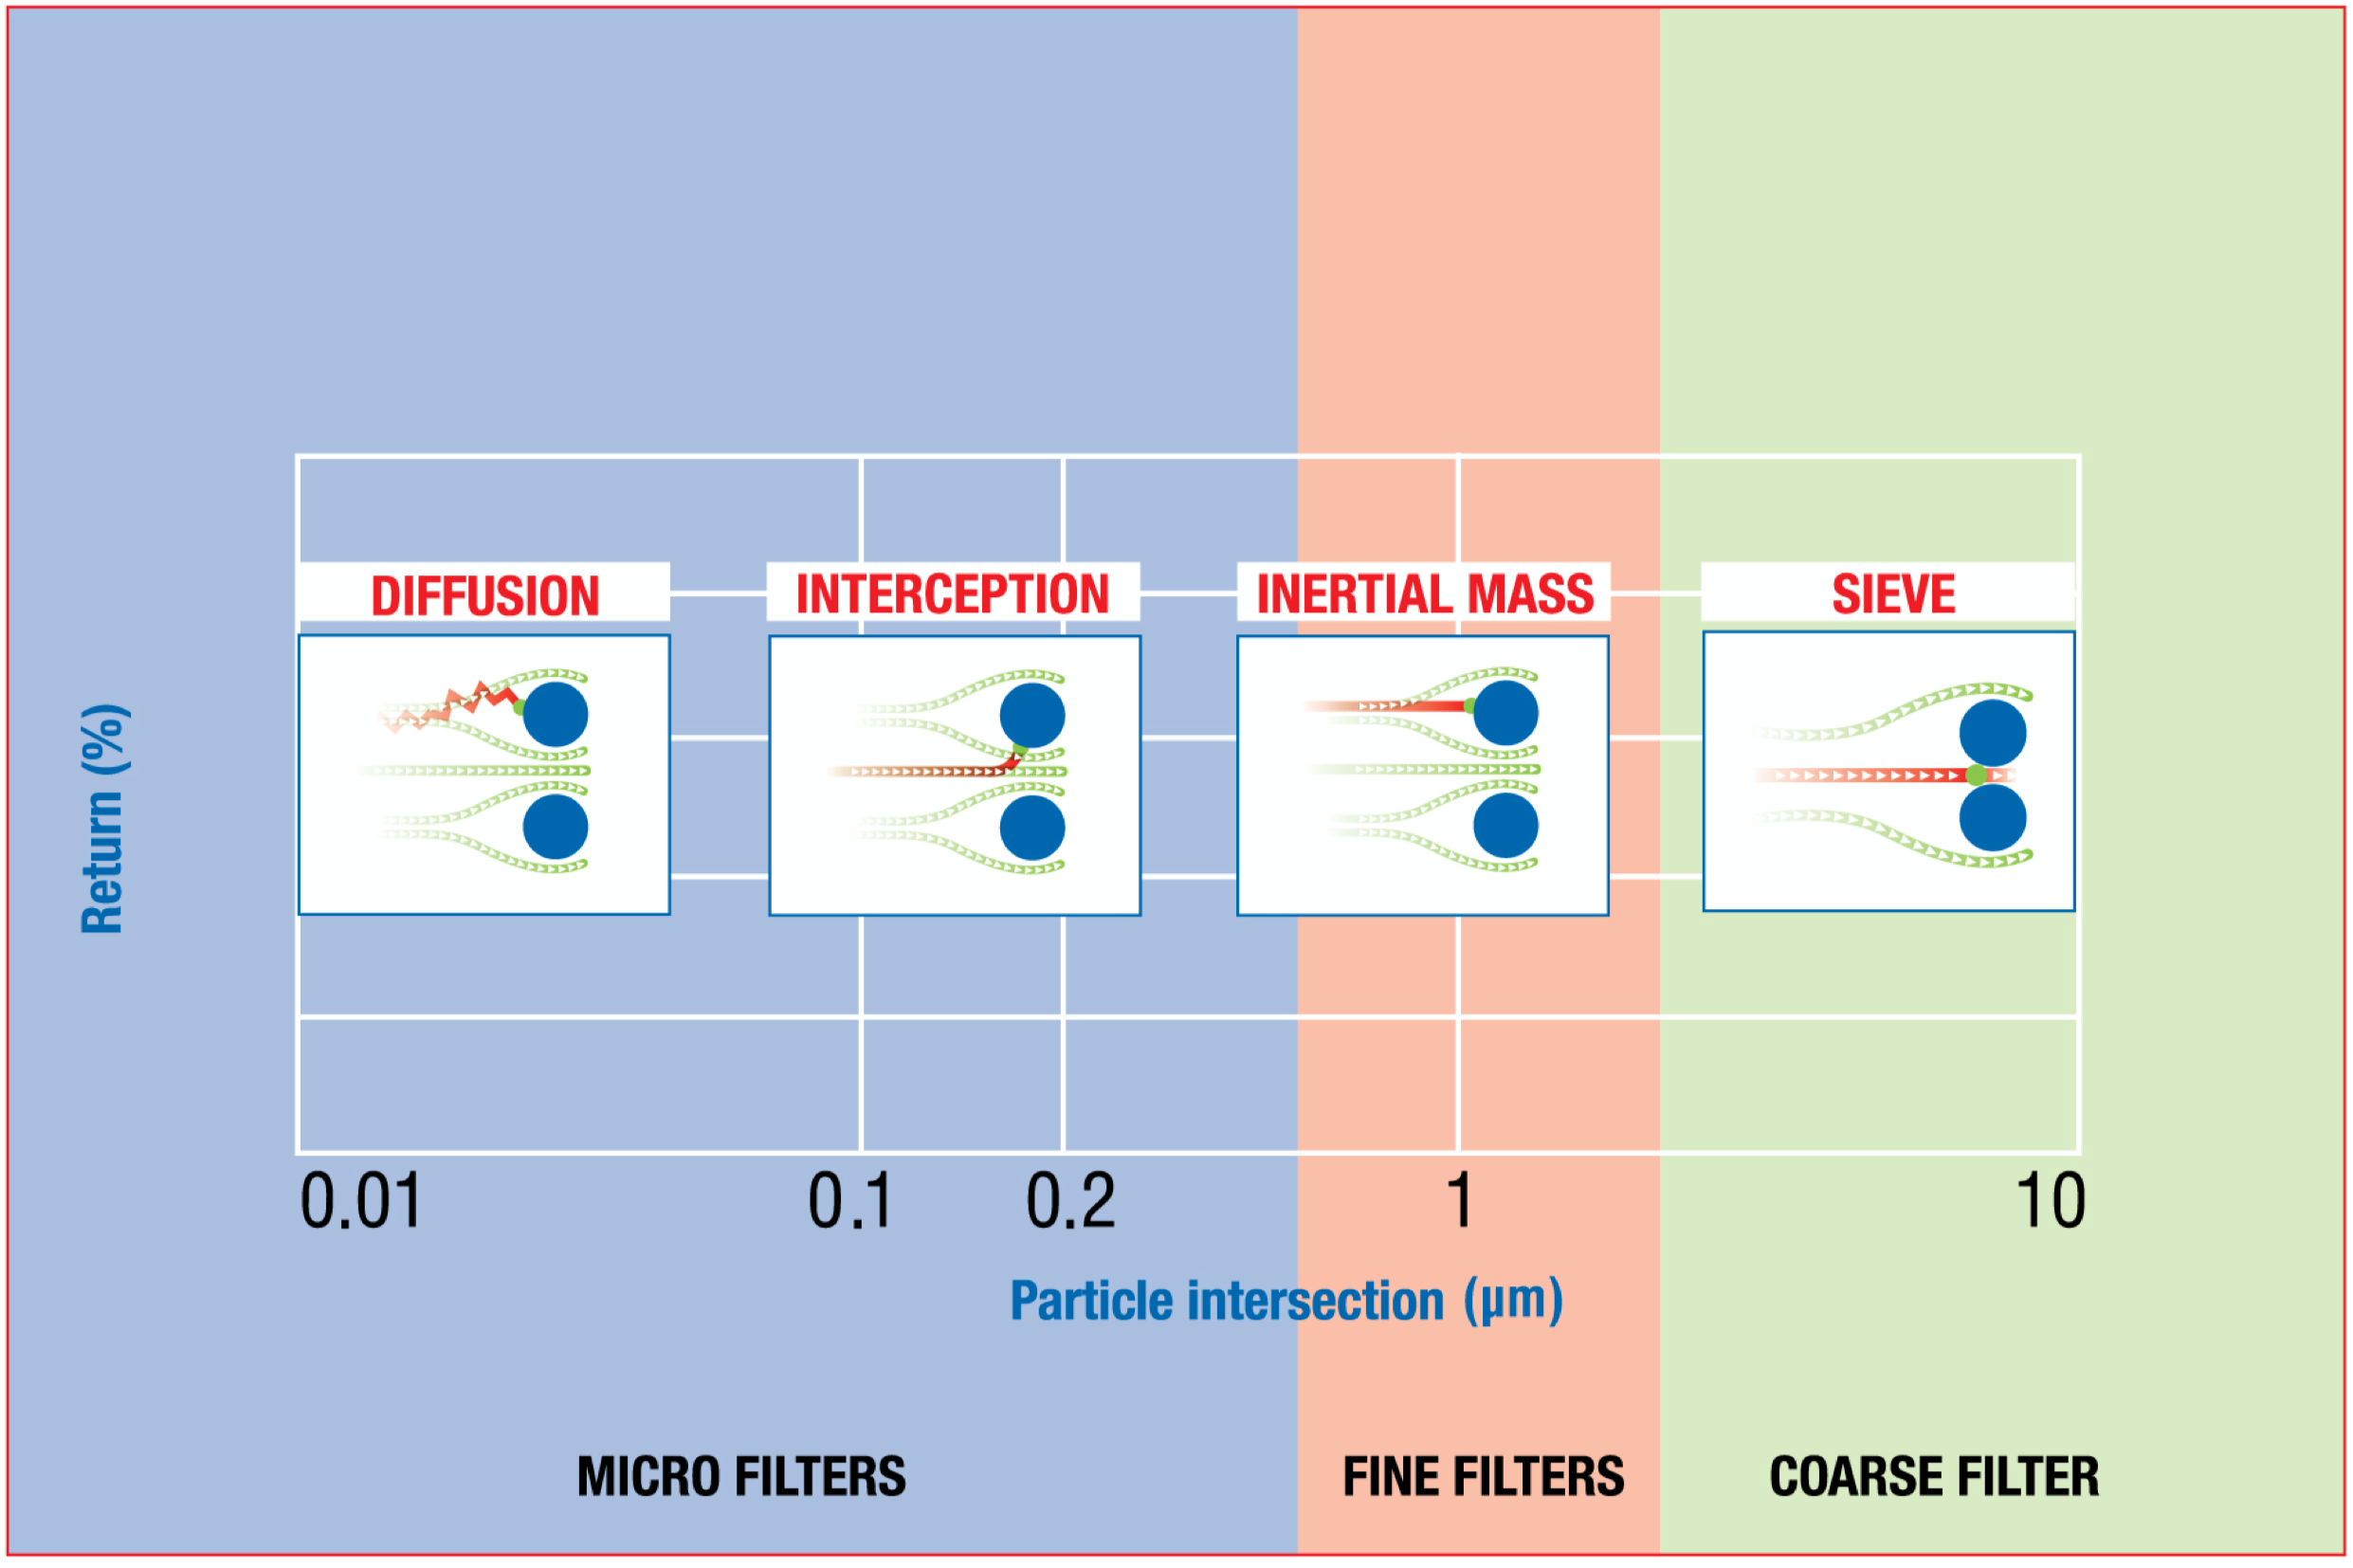 DIFFUSION
INTERCEPTION
INERTIAL MASS
SIEVE
Return (%)
0.01
0.1
0.2
1
10
Particle intersection (µm)
MICRO FILTERS
FINE FILTERS
COARSE FILTER